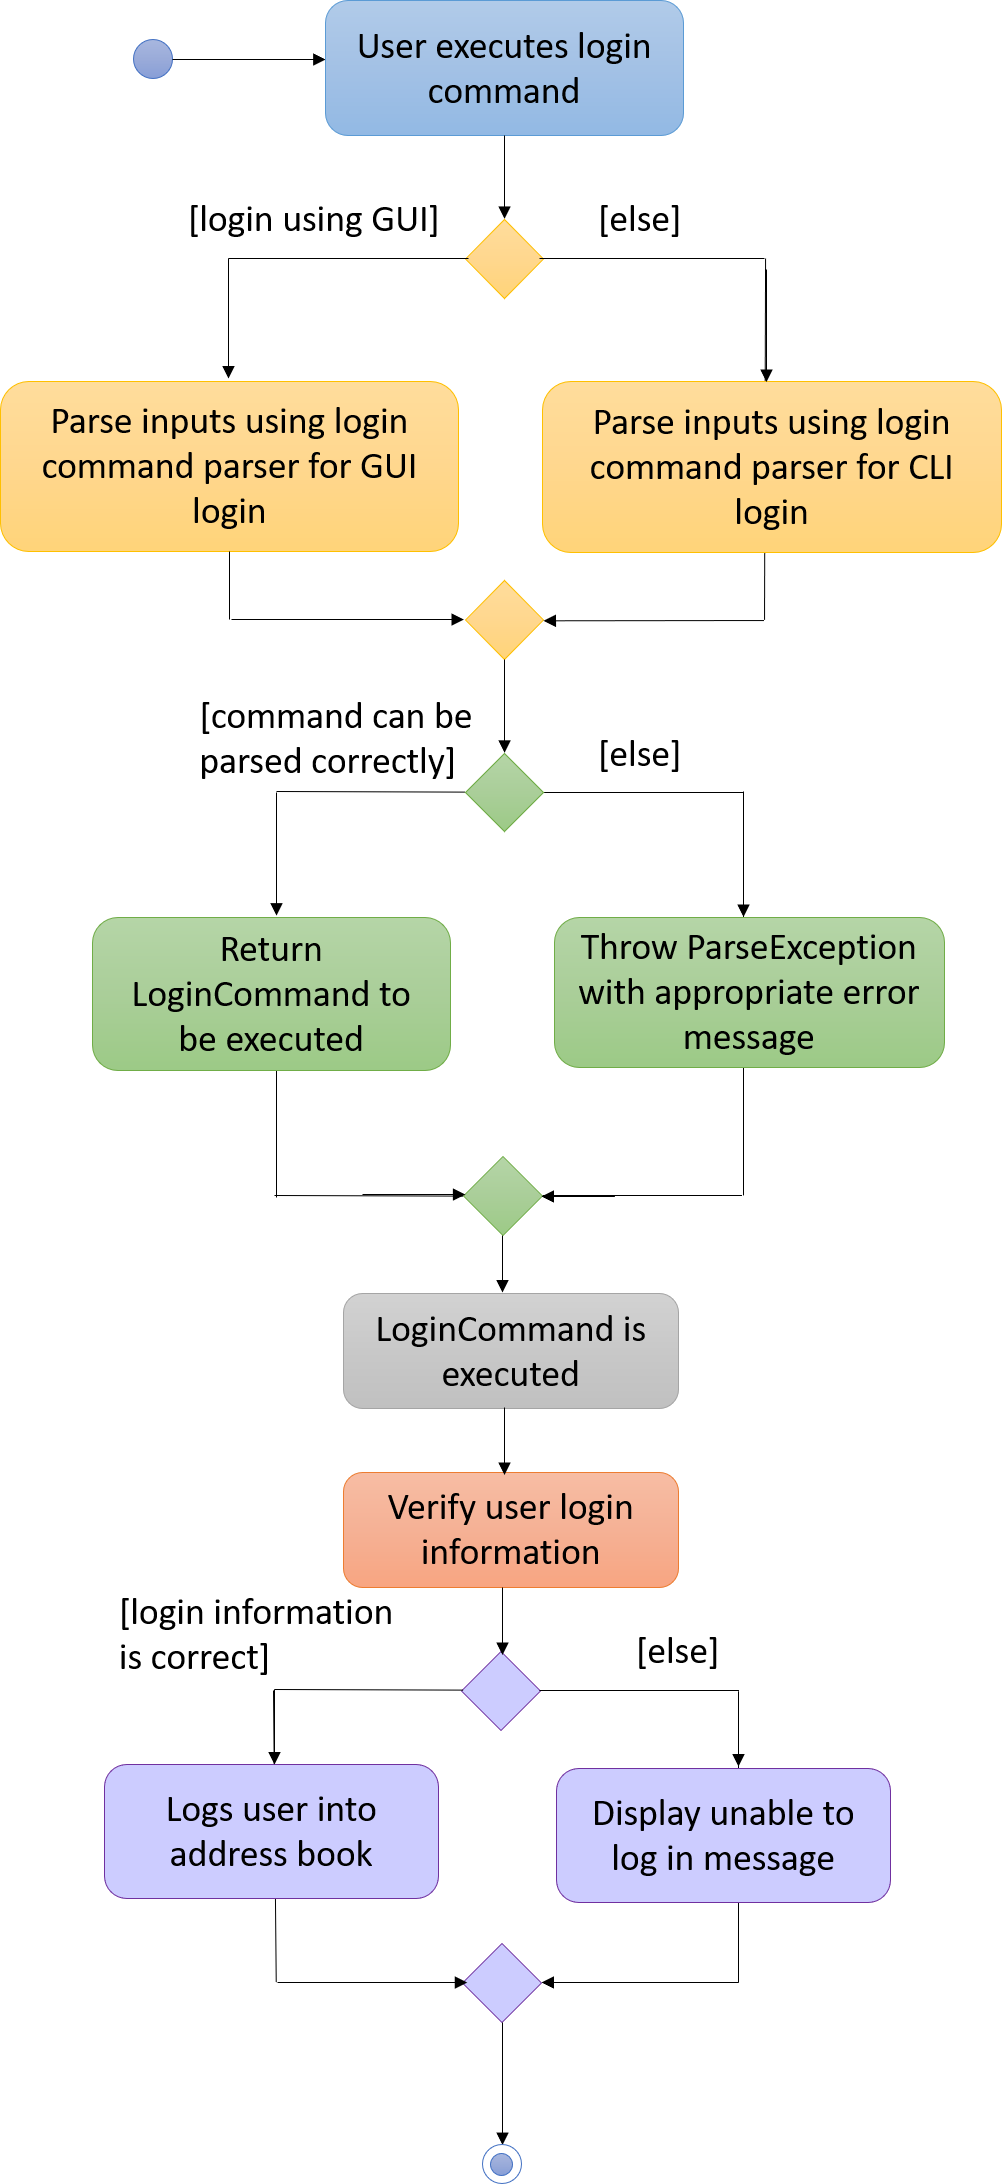 User executes login
command
[login using GUI]
[else]
Parse inputs using login
command parser for GUI
login
Parse inputs using login
command parser for CLI
login
[command can be
parsed correctly]
[else]
Return
LoginCommand to
be executed
Throw ParseException
with appropriate error
message
LoginCommand is
executed
Verify user login
information
[login information
is correct]
[else]
Logs user into
address book
Display unable to
log in message